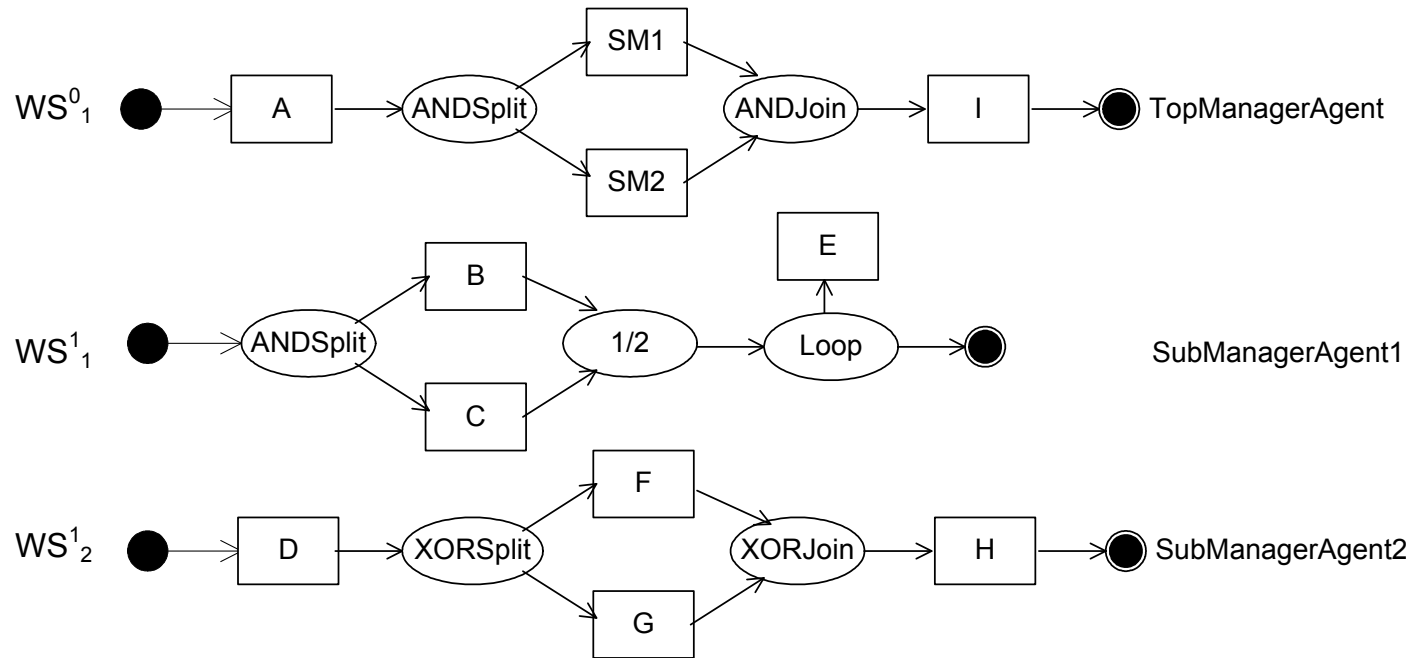 SM1
WS⁰₁ A ANDSplit ANDJoin I TopManagerAgent
SM2
E
B
WS¹₁ ANDSplit 1/2 Loop SubManagerAgent1
C
F
WS¹₂ D XORSplit XORJoin H SubManagerAgent2
G